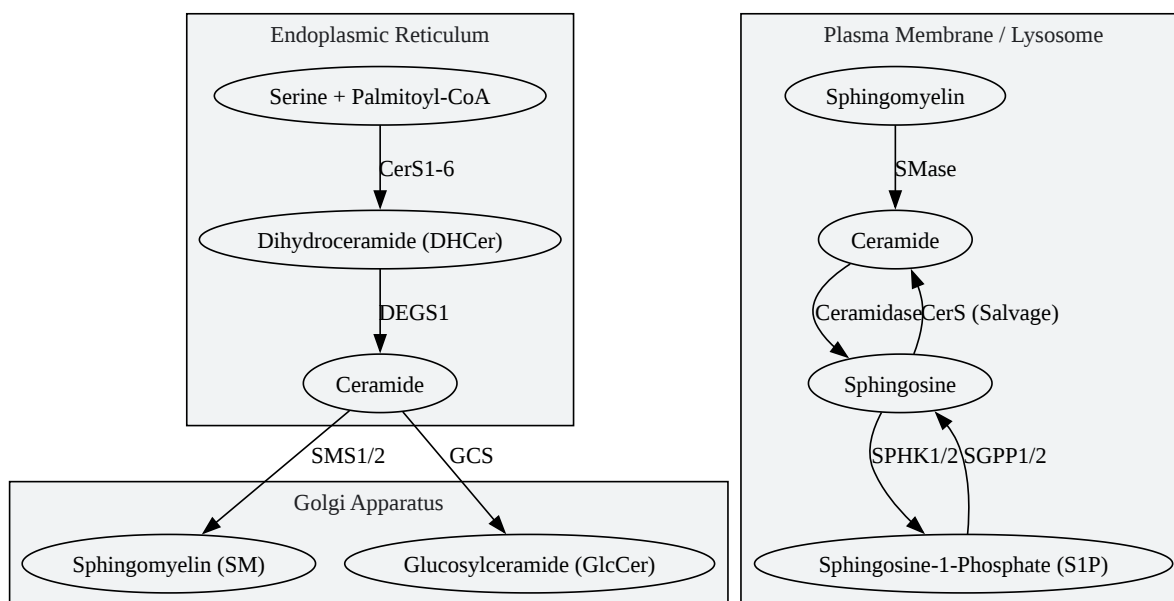 Endoplasmic Reticulum
Serine + Palmitoyl-CoA
CerS1-6
Dihydroceramide (DHCer)
DEGS1
Ceramide
SMS1/2
GCS
Golgi Apparatus
Sphingomyelin (SM)
Glucosylceramide (GlcCer)
Plasma Membrane / Lysosome
Sphingomyelin
SMase
Ceramide
Ceramidase
CerS (Salvage)
Sphingosine
SPHK1/2
SGPP1/2
Sphingosine-1-Phosphate (S1P)